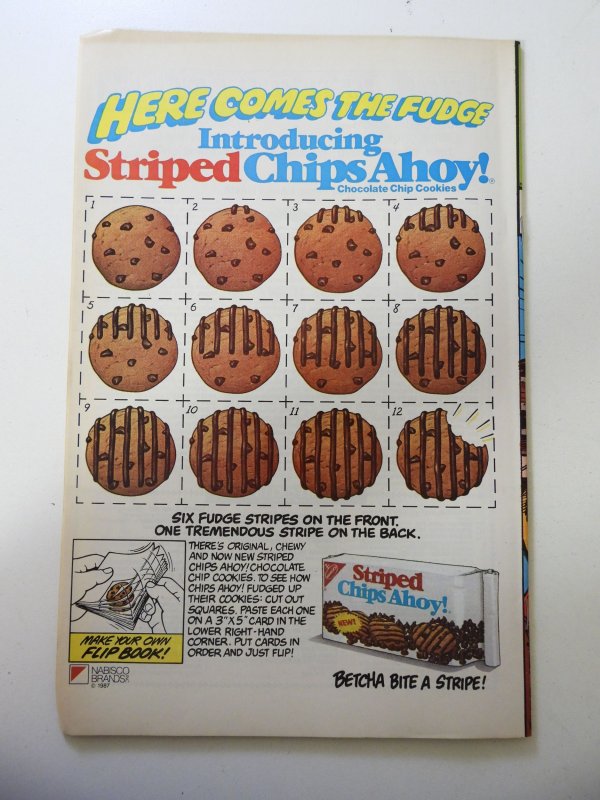 HERE COMES THE FUDGE
Introducing
Striped Chips Ahoy!®
Chocolate Chip Cookies
1
2
3
4
5
6
7
8
9
10
11
12
SIX FUDGE STRIPES ON THE FRONT.
ONE TREMENDOUS STRIPE ON THE BACK.
THERE'S ORIGINAL, CHEWY
AND NOW NEW STRIPED
CHIPS AHOY! CHOCOLATE
CHIP COOKIES. TO SEE HOW
CHIPS AHOY! FUDGED UP
THEIR COOKIES: CUT OUT
SQUARES. PASTE EACH ONE
ON A 3"X5" CARD IN THE
LOWER RIGHT-HAND
CORNER. PUT CARDS IN
ORDER AND JUST FLIP!
MAKE YOUR OWN
FLIP BOOK!
NABISCO
BRANDS
© 1987
Striped
Chips Ahoy!
NEW!
BETCHA BITE A STRIPE!